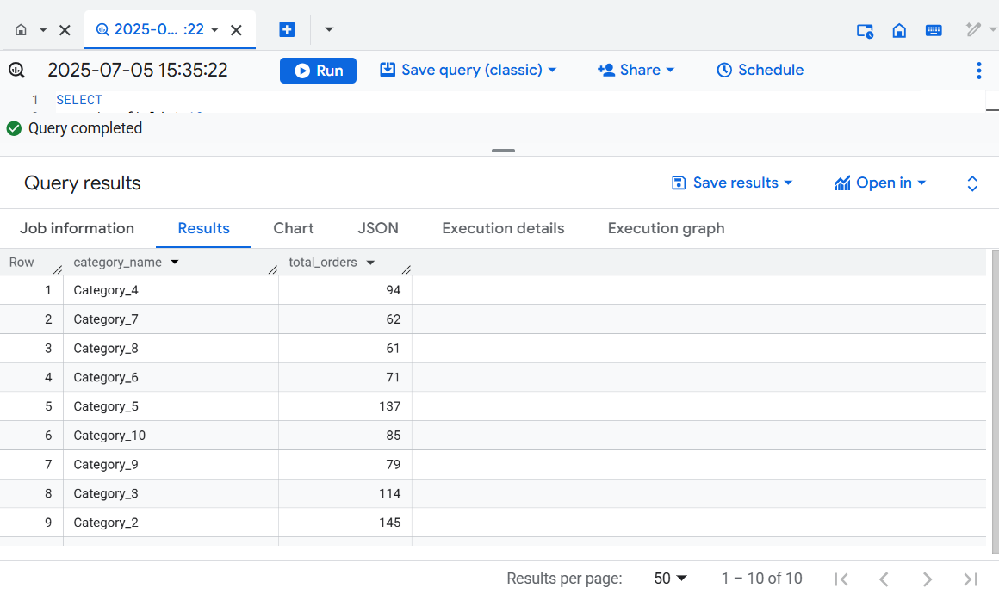 2025-0... :22
2025-07-05 15:35:22 Run Save query (classic) Share Schedule
1 SELECT
Query completed
Query results Save results Open in
Job information Results Chart JSON Execution details Execution graph
Row category_name total_orders
1 Category_4 94
2 Category_7 62
3 Category_8 61
4 Category_6 71
5 Category_5 137
6 Category_10 85
7 Category_9 79
8 Category_3 114
9 Category_2 145
Results per page: 50 1 – 10 of 10